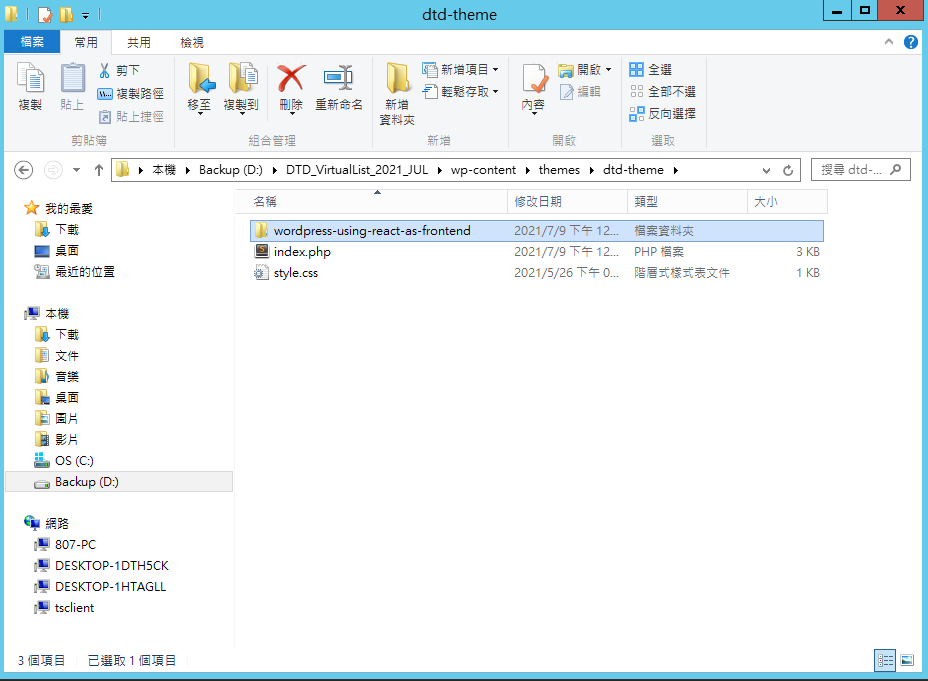 dtd-theme
檔案 常用 共用 檢視
複製
貼上
剪下
複製路徑
貼上捷徑
剪貼簿
移至
複製到
刪除
重新命名
組合管理
新增
資料夾
新增項目
輕鬆存取
新增
內容
開啟
編輯
開啟
全選
全部不選
反向選擇
選取
本機 Backup (D:) DTD_VirtualList_2021_JUL wp-content themes dtd-theme
搜尋 dtd-...
名稱 修改日期 類型 大小
wordpress-using-react-as-frontend 2021/7/9 下午 12... 檔案資料夾
index.php 2021/7/9 下午 12... PHP 檔案 3 KB
style.css 2021/5/26 下午 0... 階層式樣式表文件 1 KB
我的最愛
下載
桌面
最近的位置
本機
下載
文件
音樂
桌面
圖片
影片
OS (C:)
Backup (D:)
網路
807-PC
DESKTOP-1DTH5CK
DESKTOP-1HTAGLL
tsclient
3 個項目 已選取 1 個項目